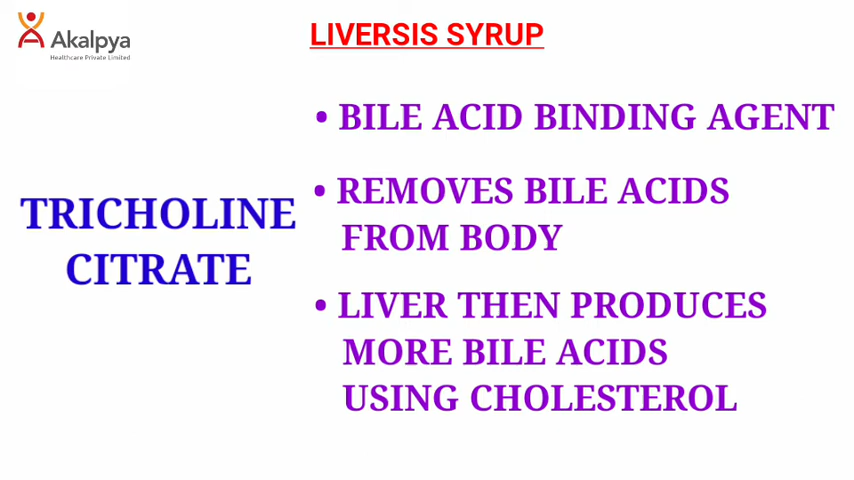 Akalpya
Healthcare Private Limited
LIVERSIS SYRUP
TRICHOLINE
CITRATE
• BILE ACID BINDING AGENT
• REMOVES BILE ACIDS
FROM BODY
• LIVER THEN PRODUCES
MORE BILE ACIDS
USING CHOLESTEROL